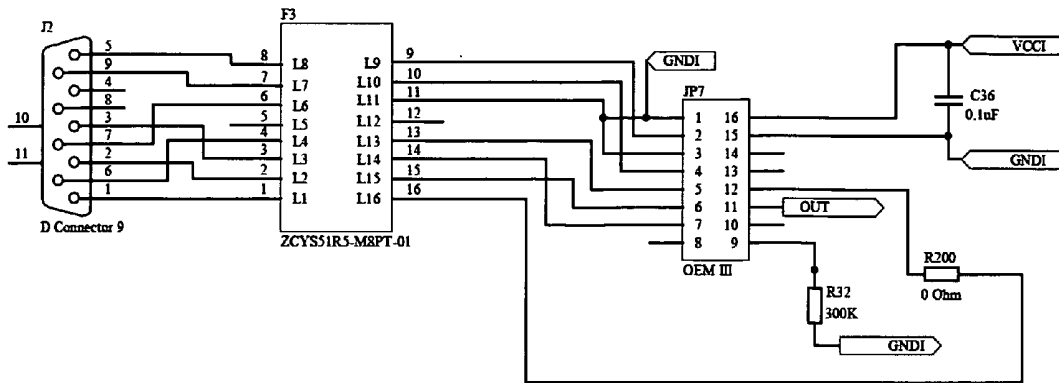 J2
5
9
4
8
3
7
2
6
1
10
11
D Connector 9
F3
8 L8 L9 9
7 L7 L10 10
6 L6 L11 11
5 L5 L12 12
4 L4 L13 13
3 L3 L14 14
2 L2 L15 15
1 L1 L16 16
ZCYS51R5-M8PT-01
GNDI
JP7
1 16
2 15
3 14
4 13
5 12
6 11
7 10
8 9
OEM III
VCCI
C36
0.1uF
GNDI
OUT
R200
0 Ohm
R32
300K
GNDI